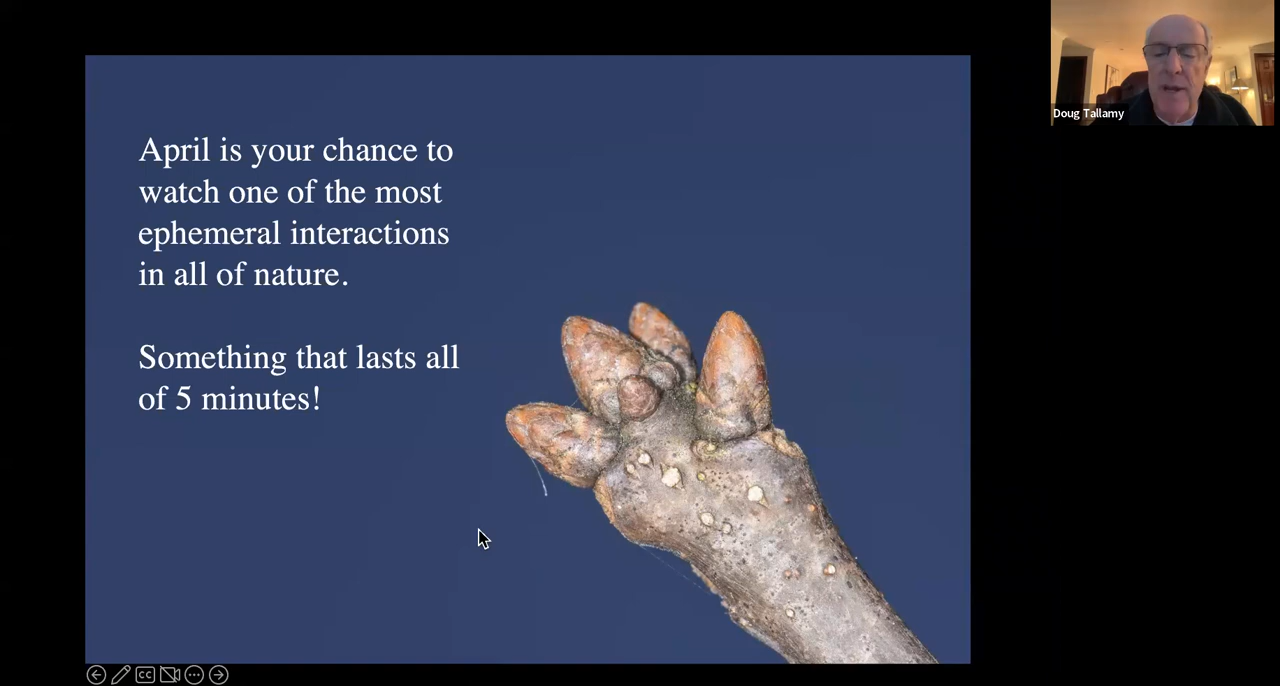 April is your chance to
watch one of the most
ephemeral interactions
in all of nature.
Something that lasts all
of 5 minutes!
Doug Tallamy
CC